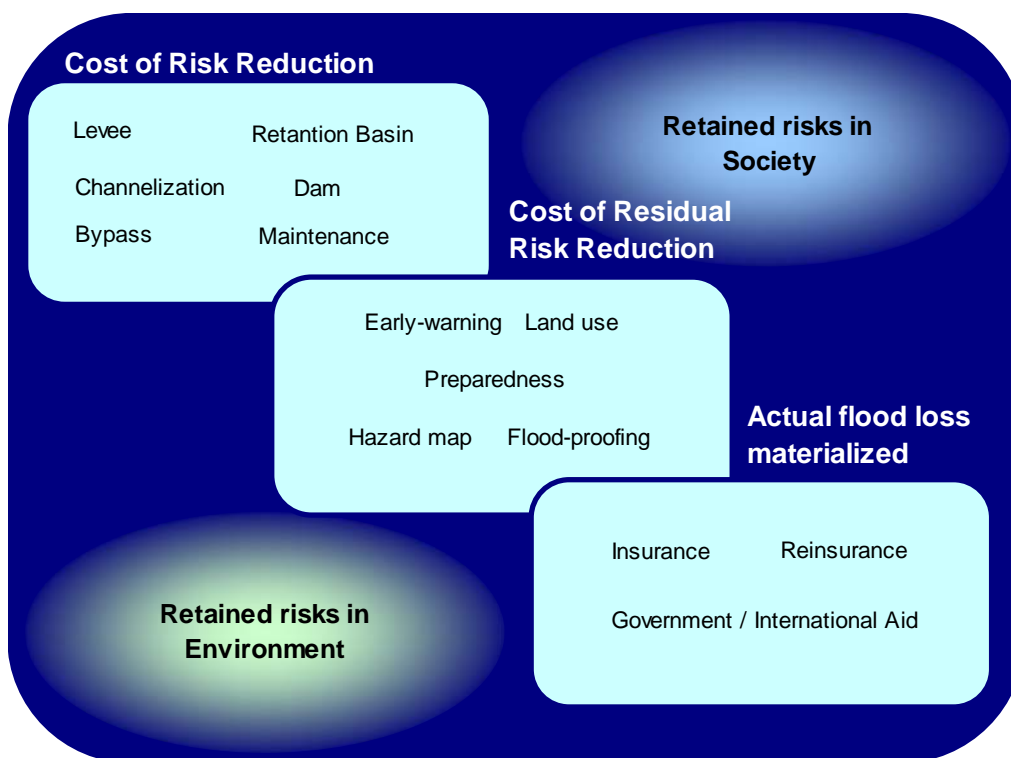 Cost of Risk Reduction
Levee
Retantion Basin
Channelization
Dam
Bypass
Maintenance
Retained risks in
Society
Cost of Residual
Risk Reduction
Early-warning
Land use
Preparedness
Hazard map
Flood-proofing
Actual flood loss
materialized
Insurance
Reinsurance
Government / International Aid
Retained risks in
Environment